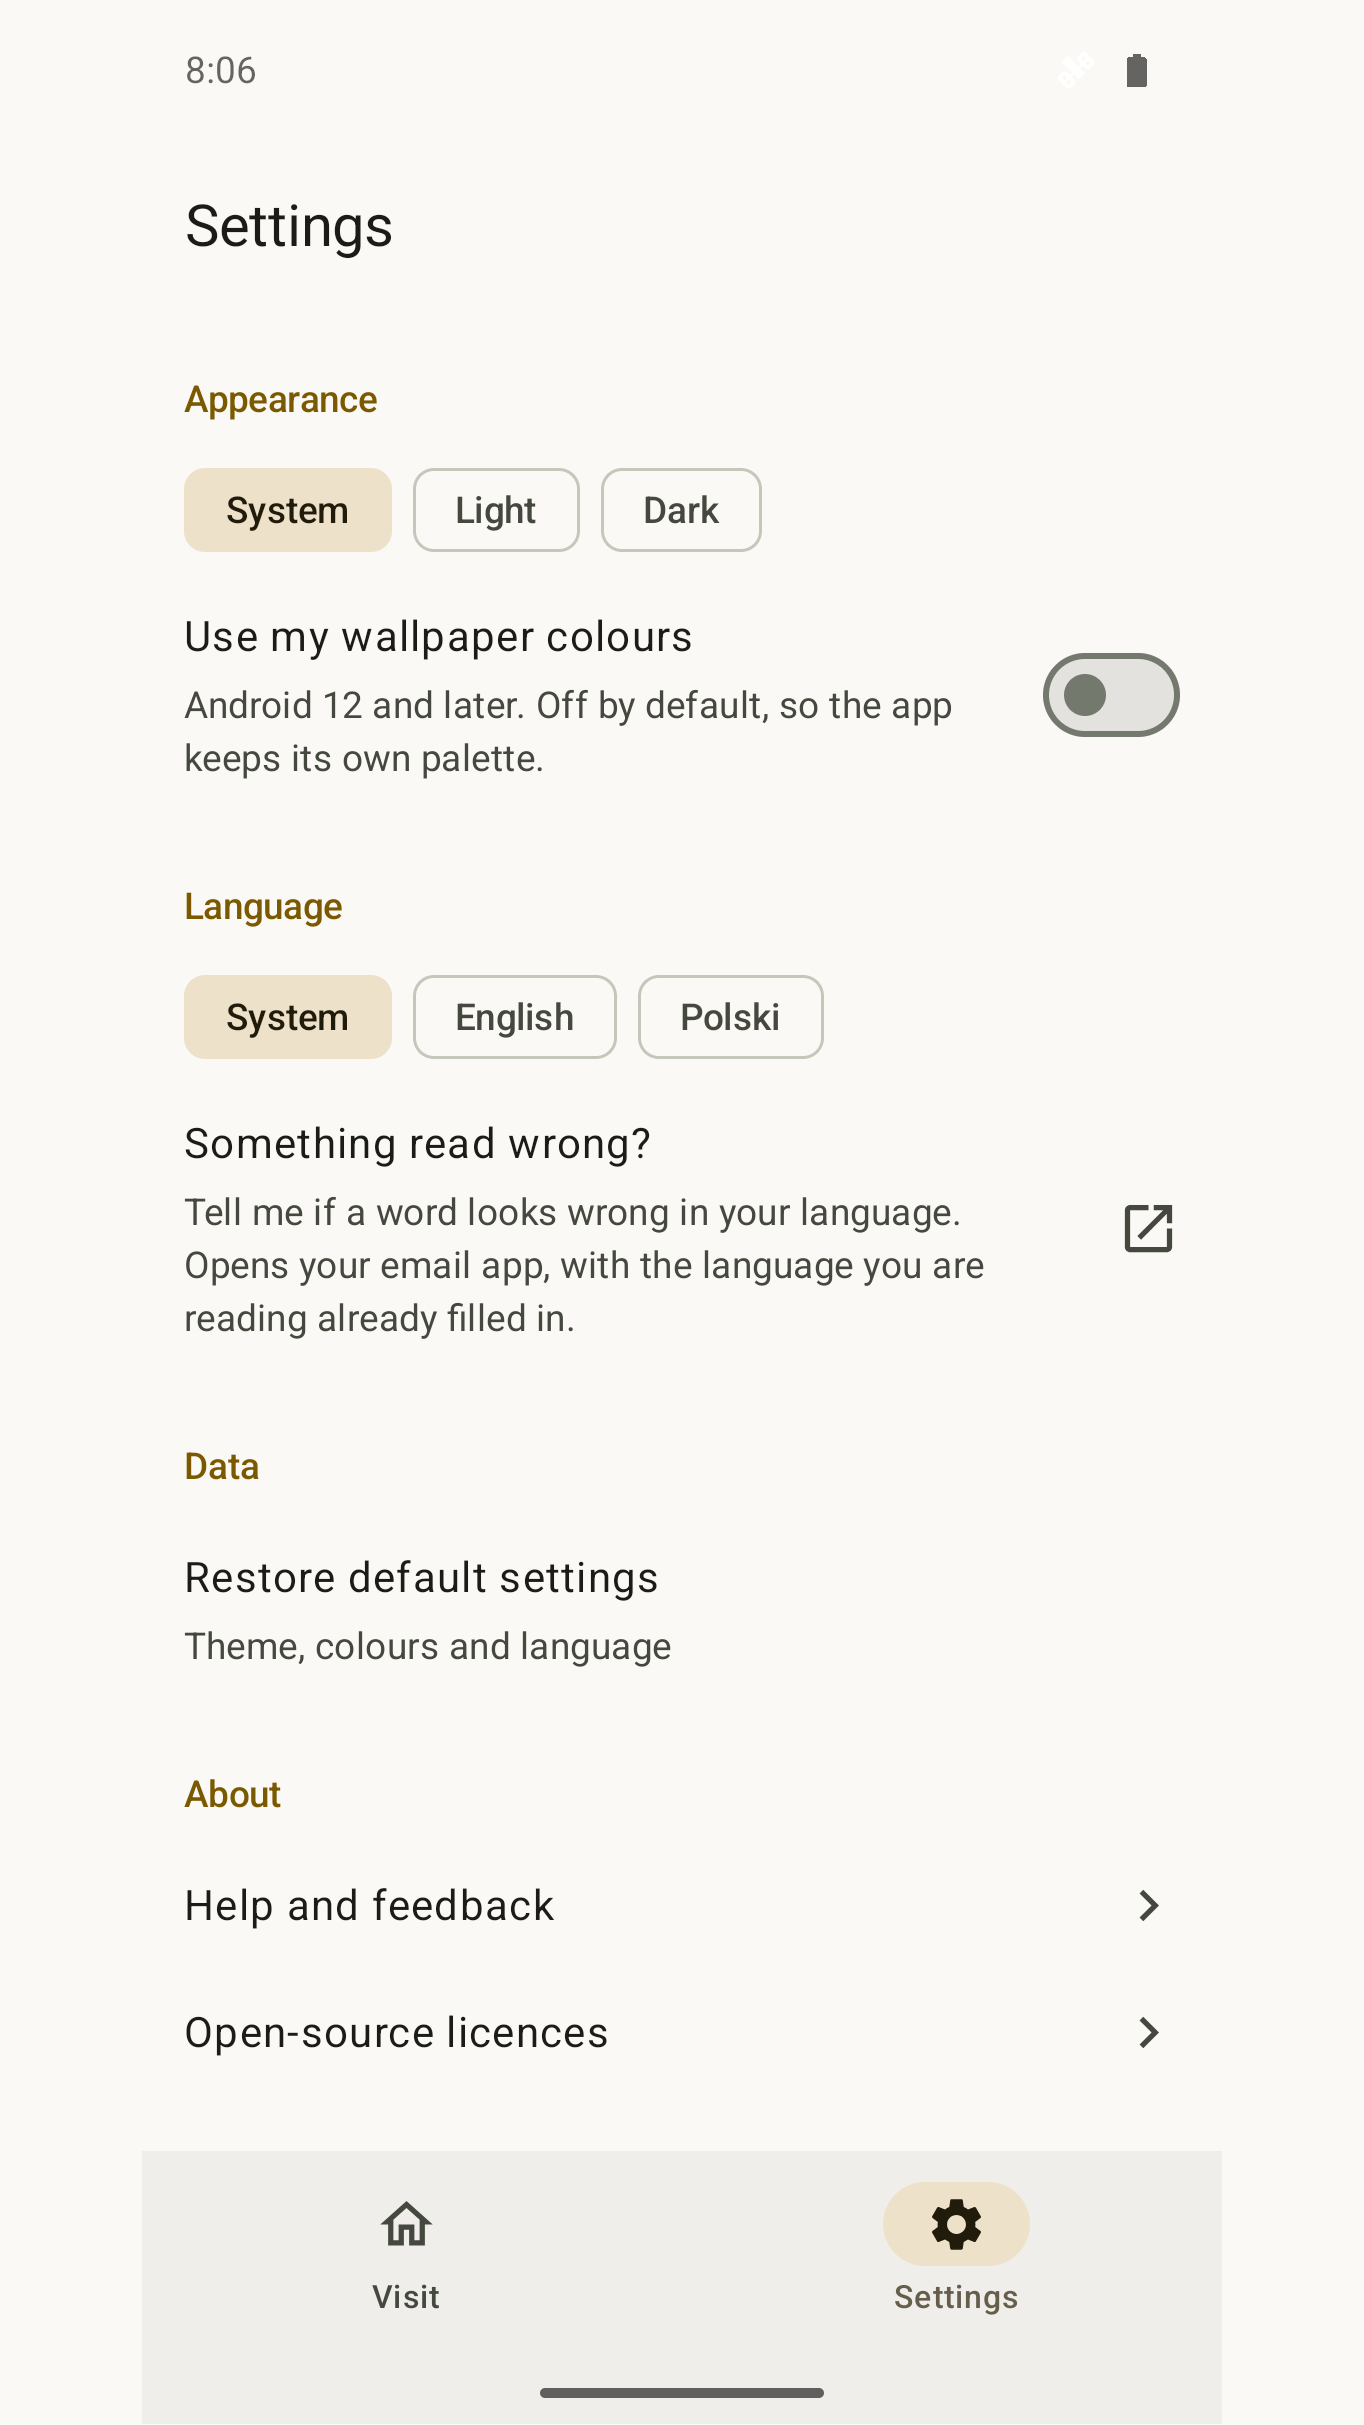 8:06
Settings
Appearance
System
Light
Dark
Use my wallpaper colours
Android 12 and later. Off by default, so the app
keeps its own palette.
Language
System
English
Polski
Something read wrong?
Tell me if a word looks wrong in your language.
Opens your email app, with the language you are
reading already filled in.
Data
Restore default settings
Theme, colours and language
About
Help and feedback
Open-source licences
Visit
Settings